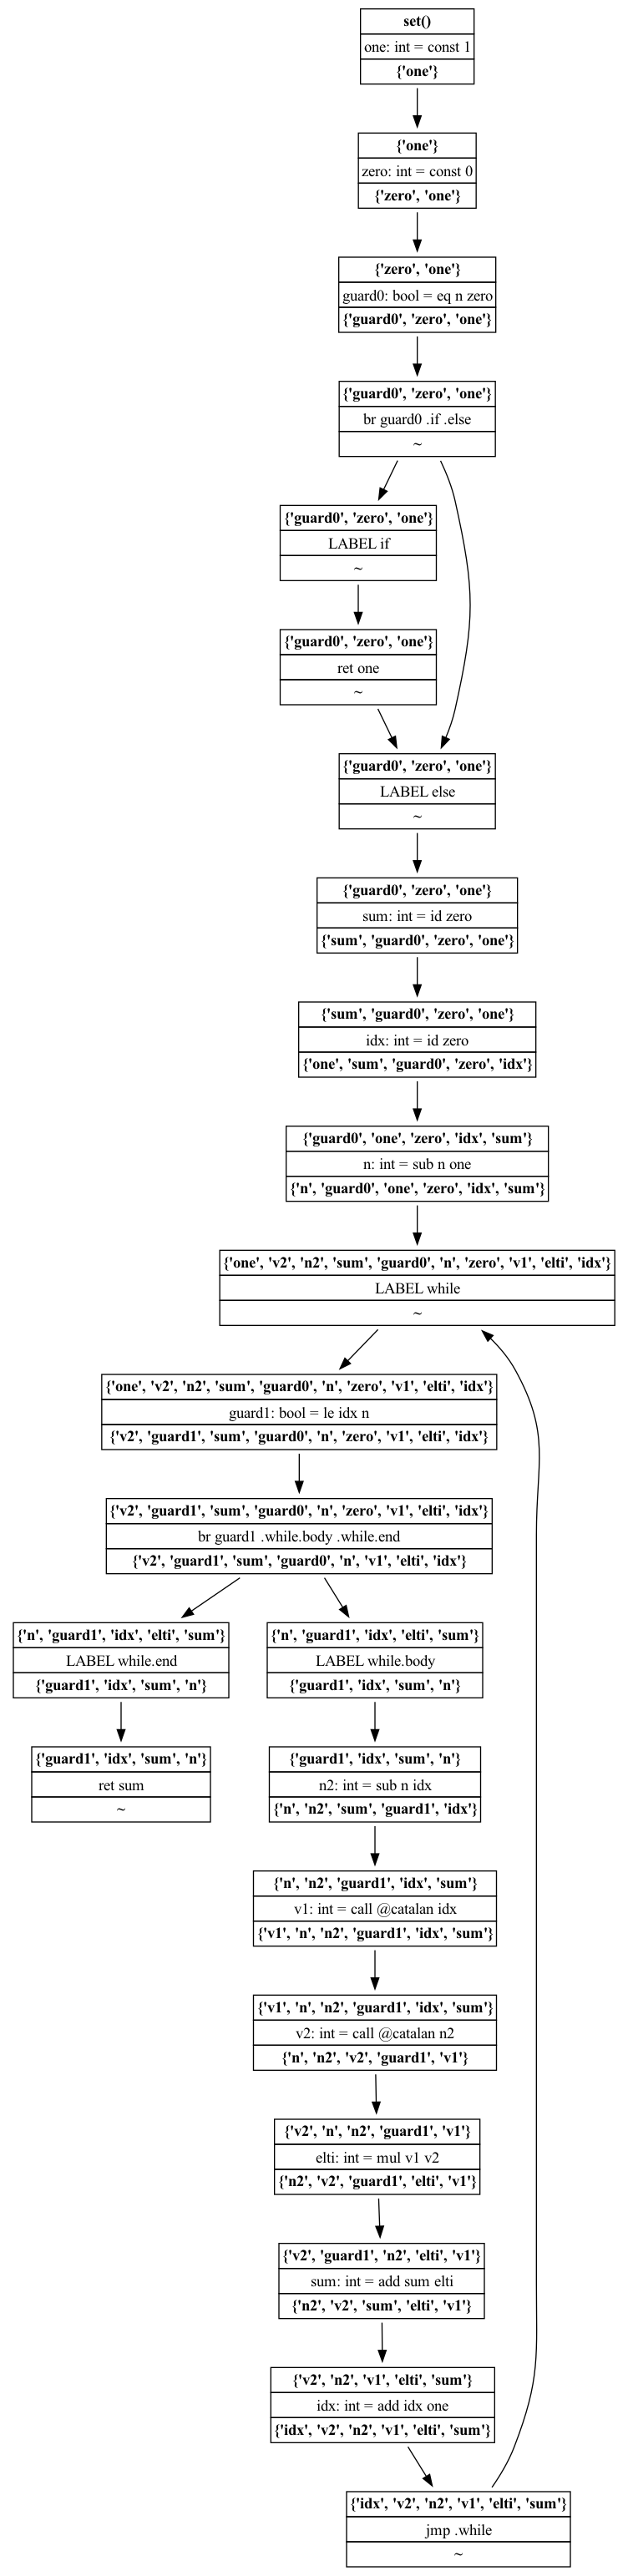 set()
one: int = const 1
{'one'}
{'one'}
zero: int = const 0
{'zero', 'one'}
{'zero', 'one'}
guard0: bool = eq n zero
{'guard0', 'zero', 'one'}
{'guard0', 'zero', 'one'}
br guard0 .if .else
~
{'guard0', 'zero', 'one'}
LABEL if
~
{'guard0', 'zero', 'one'}
ret one
~
{'guard0', 'zero', 'one'}
LABEL else
~
{'guard0', 'zero', 'one'}
sum: int = id zero
{'sum', 'guard0', 'zero', 'one'}
{'sum', 'guard0', 'zero', 'one'}
idx: int = id zero
{'one', 'sum', 'guard0', 'zero', 'idx'}
{'guard0', 'one', 'zero', 'idx', 'sum'}
n: int = sub n one
{'n', 'guard0', 'one', 'zero', 'idx', 'sum'}
{'one', 'v2', 'n2', 'sum', 'guard0', 'n', 'zero', 'v1', 'elti', 'idx'}
LABEL while
~
{'one', 'v2', 'n2', 'sum', 'guard0', 'n', 'zero', 'v1', 'elti', 'idx'}
guard1: bool = le idx n
{'v2', 'guard1', 'sum', 'guard0', 'n', 'zero', 'v1', 'elti', 'idx'}
{'v2', 'guard1', 'sum', 'guard0', 'n', 'zero', 'v1', 'elti', 'idx'}
br guard1 .while.body .while.end
{'v2', 'guard1', 'sum', 'guard0', 'n', 'v1', 'elti', 'idx'}
{'n', 'guard1', 'idx', 'elti', 'sum'}
LABEL while.end
{'guard1', 'idx', 'sum', 'n'}
{'n', 'guard1', 'idx', 'elti', 'sum'}
LABEL while.body
{'guard1', 'idx', 'sum', 'n'}
{'guard1', 'idx', 'sum', 'n'}
ret sum
~
{'guard1', 'idx', 'sum', 'n'}
n2: int = sub n idx
{'n', 'n2', 'sum', 'guard1', 'idx'}
{'n', 'n2', 'guard1', 'idx', 'sum'}
v1: int = call @catalan idx
{'v1', 'n', 'n2', 'guard1', 'idx', 'sum'}
{'v1', 'n', 'n2', 'guard1', 'idx', 'sum'}
v2: int = call @catalan n2
{'n', 'n2', 'v2', 'guard1', 'v1'}
{'v2', 'n', 'n2', 'guard1', 'v1'}
elti: int = mul v1 v2
{'n2', 'v2', 'guard1', 'elti', 'v1'}
{'v2', 'guard1', 'n2', 'elti', 'v1'}
sum: int = add sum elti
{'n2', 'v2', 'sum', 'elti', 'v1'}
{'v2', 'n2', 'v1', 'elti', 'sum'}
idx: int = add idx one
{'idx', 'v2', 'n2', 'v1', 'elti', 'sum'}
{'idx', 'v2', 'n2', 'v1', 'elti', 'sum'}
jmp .while
~